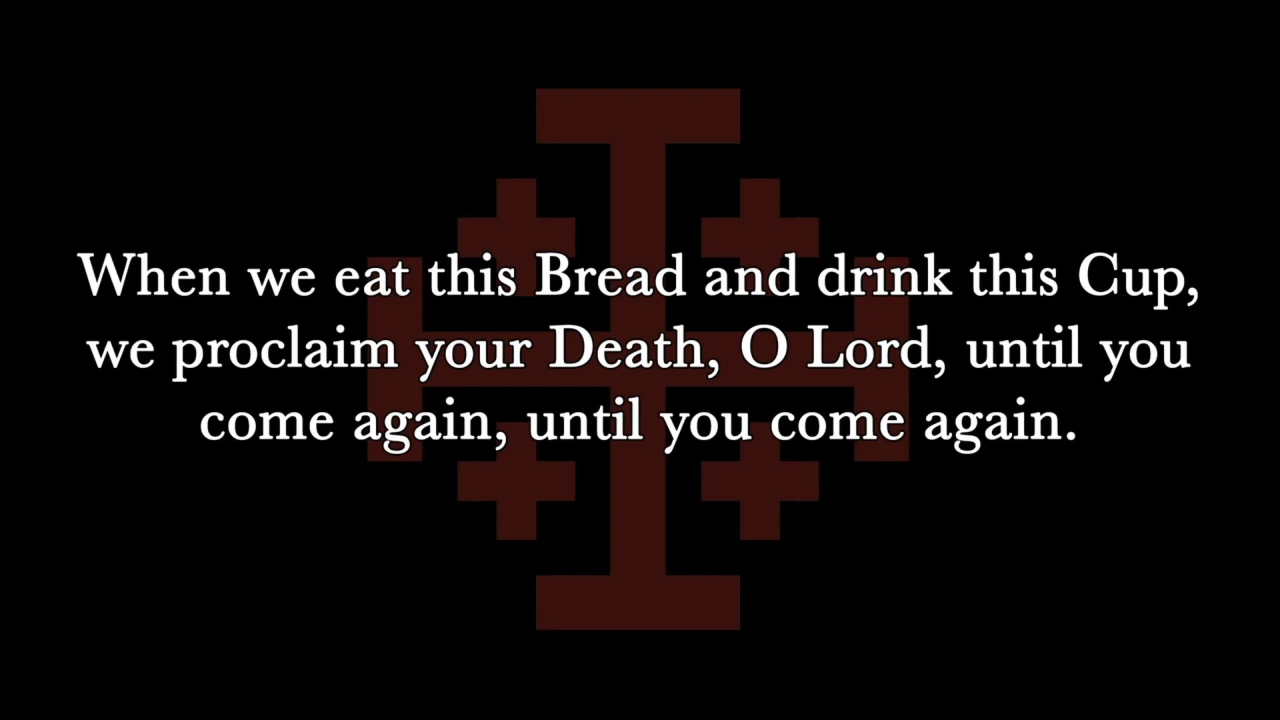 When we eat this Bread and drink this Cup,
we proclaim your Death, O Lord, until you
come again, until you come again.